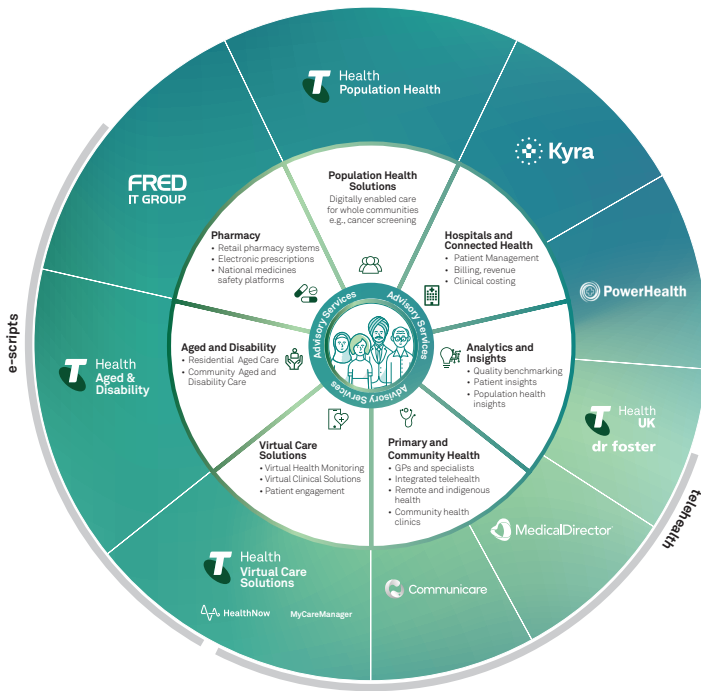 T Health
Population Health
Kyra
PowerHealth
T Health
UK
dr foster
MedicalDirector
Communicare
T Health
Virtual Care
Solutions
HealthNow
MyCareManager
T Health
Aged &
Disability
FRED
IT GROUP
e-scripts
telehealth
Population Health
Solutions
Digitally enabled care
for whole communities
e.g., cancer screening
Hospitals and
Connected Health
• Patient Management
• Billing, revenue
• Clinical costing
Analytics and
Insights
• Quality benchmarking
• Patient insights
• Population health
insights
Primary and
Community Health
• GPs and specialists
• Integrated telehealth
• Remote and indigenous
health
• Community health
clinics
Virtual Care
Solutions
• Virtual Health Monitoring
• Virtual Clinical Solutions
• Patient engagement
Aged and Disability
• Residential Aged Care
• Community Aged and
Disability Care
Pharmacy
• Retail pharmacy systems
• Electronic prescriptions
• National medicines
safety platforms
Advisory Services
Advisory Services
Advisory Services